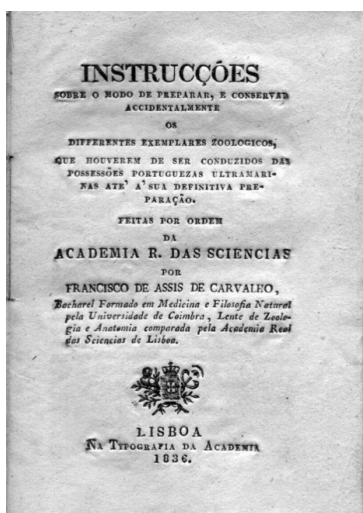 INSTRUCÇÕES
SOBRE O MODO DE PREPARAR, E CONSERVAR
ACCIDENTALMENTE
OS
DIFFERENTES EXEMPLARES ZOOLOGICOS,
QUE HOUVEREM DE SER CONDUZIDOS DAS
POSSESSÕES PORTUGUEZAS ULTRAMARI-
NAS ATE' A' SUA DEFINITIVA PRE-
PARAÇÃO.
FEITAS POR ORDEM
DA
ACADEMIA R. DAS SCIENCIAS
POR
FRANCISCO DE ASSIS DE CARVALHO,
Bacharel Formado em Medicina e Filosofia Natural
pela Universidade de Coimbra, Lente de Zoolo-
gia e Anatomia comparada pela Academia Real
das Sciencias de Lisboa.
LISBOA
NA TYPOGRAFIA DA ACADEMIA
1836.